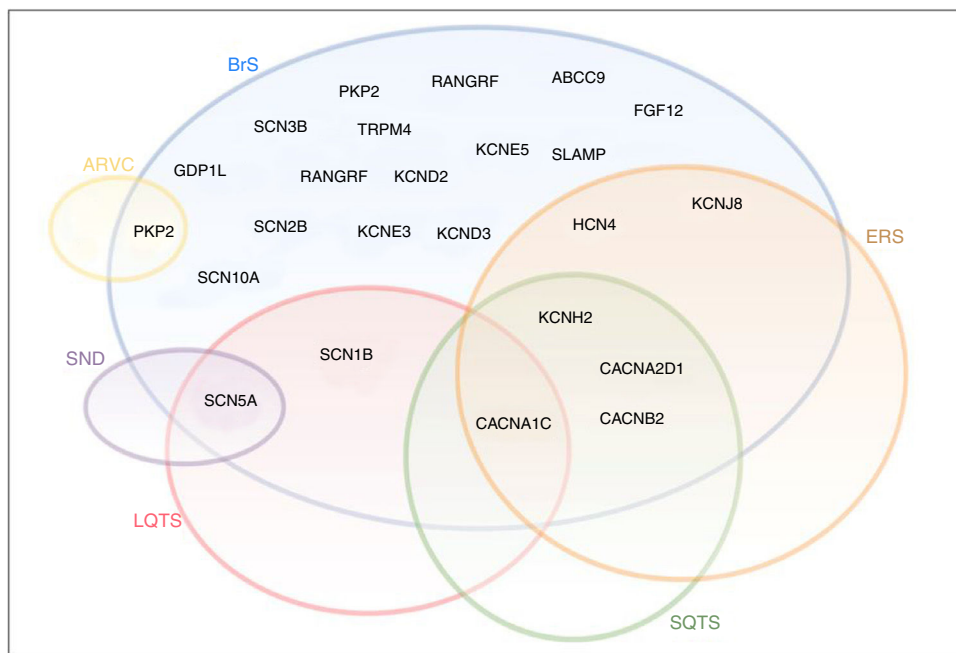 BrS
ABCC9
RANGRF
PKP2
FGF12
SCN3B
TRPM4
KCNE5
SLAMP
ARVC
GDP1L
RANGRF
KCND2
KCNJ8
PKP2
SCN2B
KCNE3
KCND3
HCN4
ERS
SCN10A
KCNH2
SND
SCN1B
CACNA2D1
SCN5A
CACNA1C
CACNB2
LQTS
SQTS